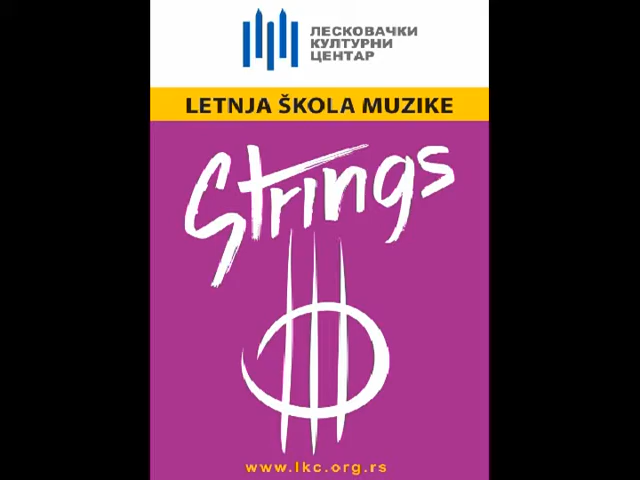 ЛЕСКОВАЧКИ
КУЛТУРНИ
ЦЕНТАР
LETNJA ŠKOLA MUZIKE
Strings
www.lkc.org.rs